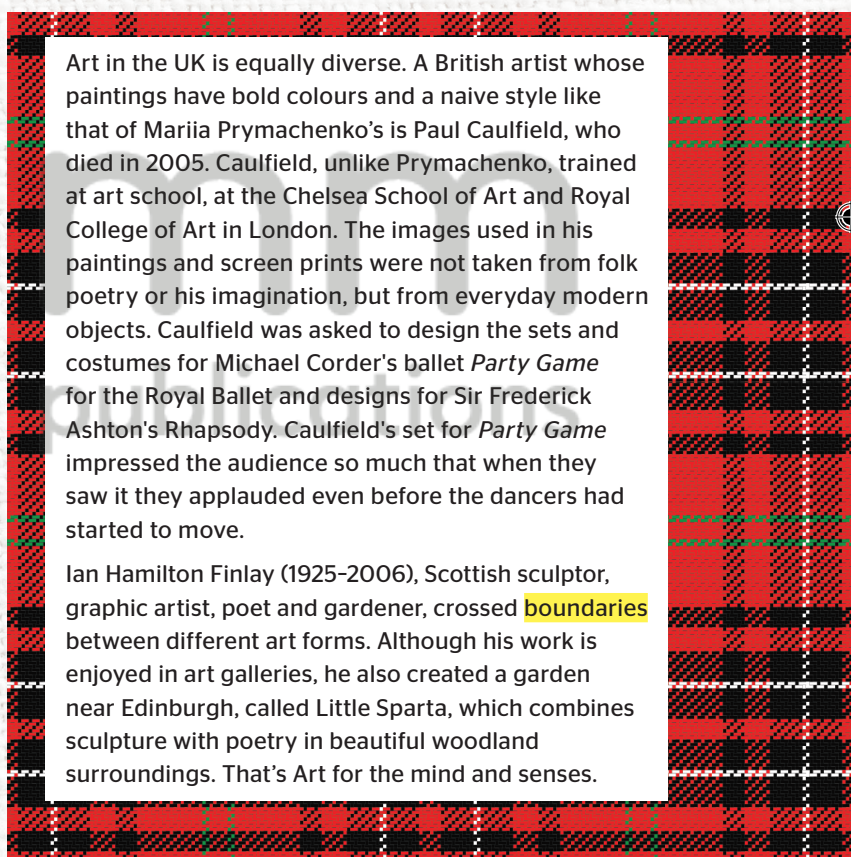 Art in the UK is equally diverse. A British artist whose
paintings have bold colours and a naive style like
that of Mariia Prymachenko’s is Paul Caulfield, who
died in 2005. Caulfield, unlike Prymachenko, trained
at art school, at the Chelsea School of Art and Royal
College of Art in London. The images used in his
paintings and screen prints were not taken from folk
poetry or his imagination, but from everyday modern
objects. Caulfield was asked to design the sets and
costumes for Michael Corder's ballet Party Game
for the Royal Ballet and designs for Sir Frederick
Ashton's Rhapsody. Caulfield's set for Party Game
impressed the audience so much that when they
saw it they applauded even before the dancers had
started to move.
Ian Hamilton Finlay (1925–2006), Scottish sculptor,
graphic artist, poet and gardener, crossed boundaries
between different art forms. Although his work is
enjoyed in art galleries, he also created a garden
near Edinburgh, called Little Sparta, which combines
sculpture with poetry in beautiful woodland
surroundings. That’s Art for the mind and senses.
mm
publications